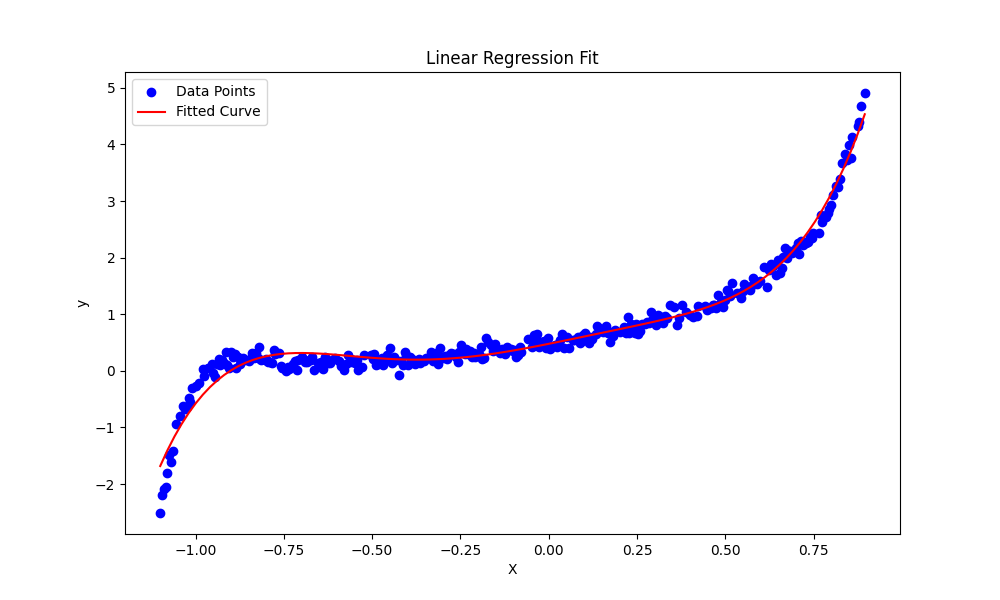 Linear Regression Fit
Data Points
Fitted Curve
5
4
3
2
1
0
−1
−2
y
−1.00 −0.75 −0.50 −0.25 0.00 0.25 0.50 0.75
X